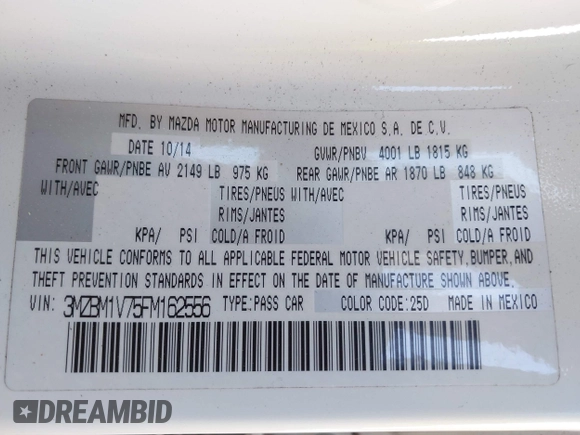 MFD. BY MAZDA MOTOR MANUFACTURING DE MEXICO S.A. DE C.V.
DATE 10/14 GVWR/PNBV 4001 LB 1815 KG
FRONT GAWR/PNBE AV 2149 LB 975 KG REAR GAWR/PNBE AR 1870 LB 848 KG
WITH/AVEC TIRES/PNEUS WITH/AVEC TIRES/PNEUS
RIMS/JANTES RIMS/JANTES
KPA/ PSI COLD/A FROID KPA/ PSI COLD/A FROID
THIS VEHICLE CONFORMS TO ALL APPLICABLE FEDERAL MOTOR VEHICLE SAFETY, BUMPER, AND
THEFT PREVENTION STANDARDS IN EFFECT ON THE DATE OF MANUFACTURE SHOWN ABOVE.
VIN: 3MZBM1V75FM162556 TYPE:PASS CAR COLOR CODE:25D MADE IN MEXICO
DREAMBID